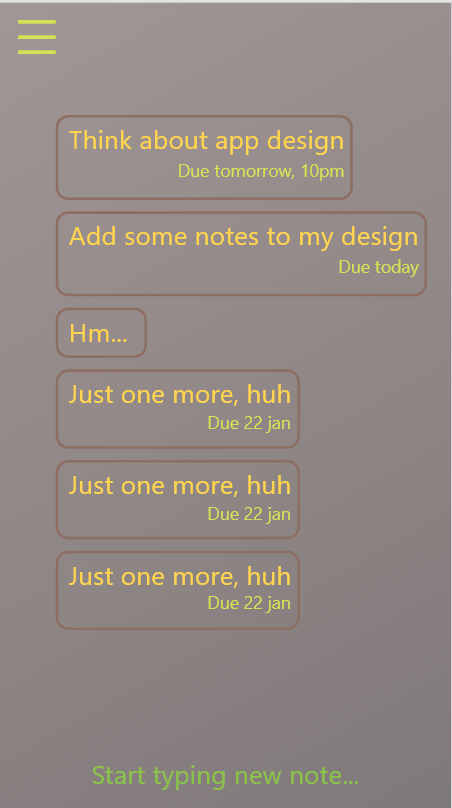 Think about app design
Due tomorrow, 10pm
Add some notes to my design
Due today
Hm...
Just one more, huh
Due 22 jan
Just one more, huh
Due 22 jan
Just one more, huh
Due 22 jan
Start typing new note...